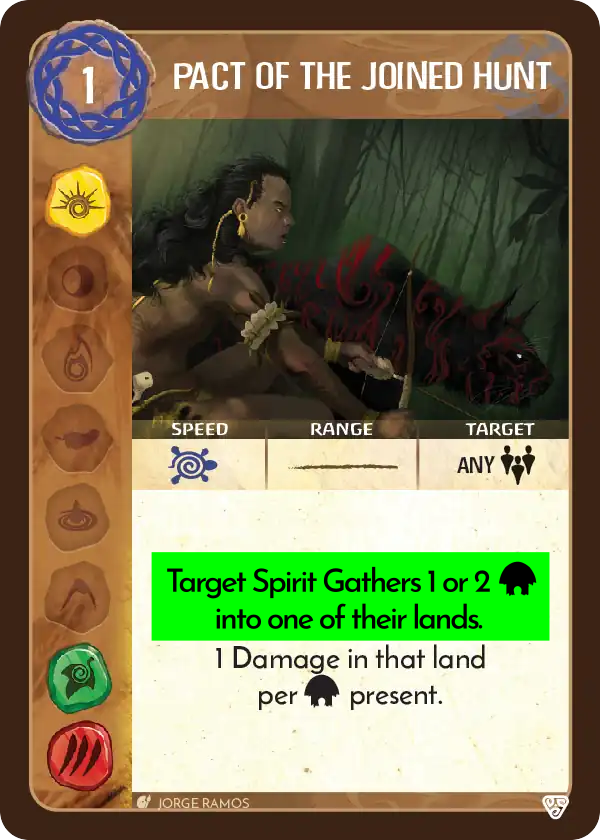 1
PACT OF THE JOINED HUNT
SPEED RANGE TARGET
ANY
Target Spirit Gathers 1 or 2
into one of their lands.
1 Damage in that land
per present.
JORGE RAMOS